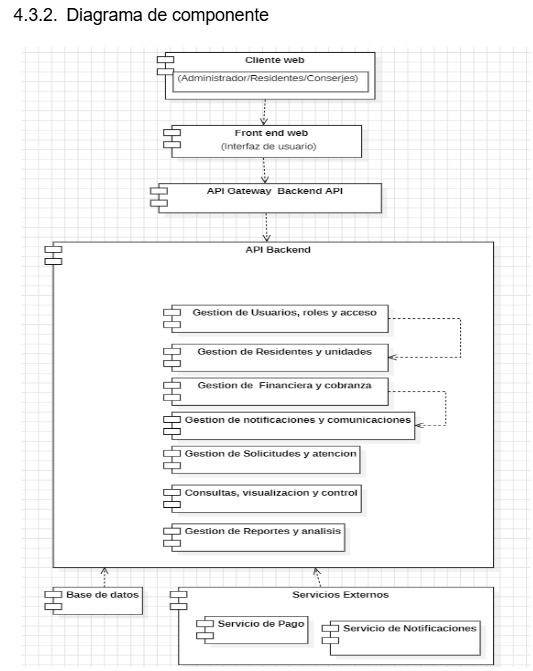 4.3.2. Diagrama de componente
Cliente web
(Administrador/Residentes/Conserjes)
Front end web
(Interfaz de usuario)
API Gateway Backend API
API Backend
Gestion de Usuarios, roles y acceso
Gestion de Residentes y unidades
Gestion de Financiera y cobranza
Gestion de notificaciones y comunicaciones
Gestion de Solicitudes y atencion
Consultas, visualizacion y control
Gestion de Reportes y analisis
Base de datos
Servicios Externos
Servicio de Pago
Servicio de Notificaciones